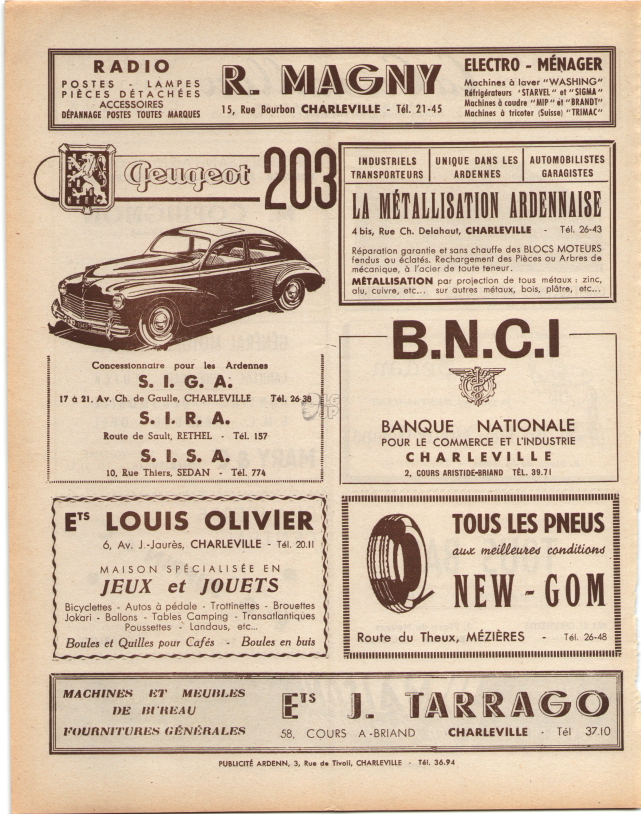 RADIO
POSTES - LAMPES
PIÈCES DÉTACHÉES
ACCESSOIRES
DÉPANNAGE POSTES TOUTES MARQUES
R. MAGNY
15, Rue Bourbon CHARLEVILLE - Tél. 21-45
ELECTRO - MÉNAGER
Machines à laver "WASHING"
Réfrigérateurs "STARVEL" et "SIGMA"
Machines à coudre "MIP" et "BRANDT"
Machines à tricoter (Suisse) "TRIMAC"
Peugeot 203
Concessionnaire pour les Ardennes
S. I. G. A.
17 à 21. Av. Ch. de Gaulle, CHARLEVILLE Tél. 26 38
S. I. R. A.
Route de Sault, RETHEL - Tél. 157
S. I. S. A.
10, Rue Thiers, SEDAN - Tél. 774
INDUSTRIELS TRANSPORTEURS
UNIQUE DANS LES ARDENNES
AUTOMOBILISTES GARAGISTES
LA MÉTALLISATION ARDENNAISE
4 bis, Rue Ch. Delahaut, CHARLEVILLE - Tél. 26-43
Réparation garantie et sans chauffe des BLOCS MOTEURS
fendus ou éclatés. Rechargement des Pièces ou Arbres de
mécanique, à l'acier de toute teneur.
MÉTALLISATION par projection de tous métaux : zinc,
alu, cuivre, etc... sur autres métaux, bois, plâtre, etc...
B.N.C.I
BANQUE NATIONALE
POUR LE COMMERCE ET L'INDUSTRIE
CHARLEVILLE
2, COURS ARISTIDE-BRIAND TÉL. 39.71
ETS LOUIS OLIVIER
6, Av. J.-Jaurès, CHARLEVILLE - Tél. 20.11
MAISON SPÉCIALISÉE EN
JEUX et JOUETS
Bicyclettes - Autos à pédale - Trottinettes - Brouettes
Jokari - Ballons - Tables Camping - Transatlantiques
Poussettes - Landaus, etc...
Boules et Quilles pour Cafés - Boules en buis
TOUS LES PNEUS
aux meilleures conditions
NEW - GOM
Route du Theux, MÉZIÈRES - Tél. 26-48
MACHINES ET MEUBLES
DE BUREAU
FOURNITURES GÉNÉRALES
ETS J. TARRAGO
58, COURS A-BRIAND CHARLEVILLE - Tél 37.10
PUBLICITÉ ARDENN, 3, Rue de Tivoli, CHARLEVILLE - Tél. 36.94